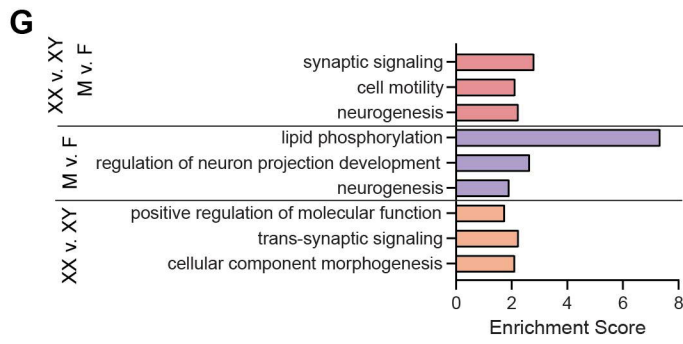 G
XX v. XY
M v. F
synaptic signaling
cell motility
neurogenesis
M v. F
lipid phosphorylation
regulation of neuron projection development
neurogenesis
XX v. XY
positive regulation of molecular function
trans-synaptic signaling
cellular component morphogenesis
0 2 4 6 8
Enrichment Score